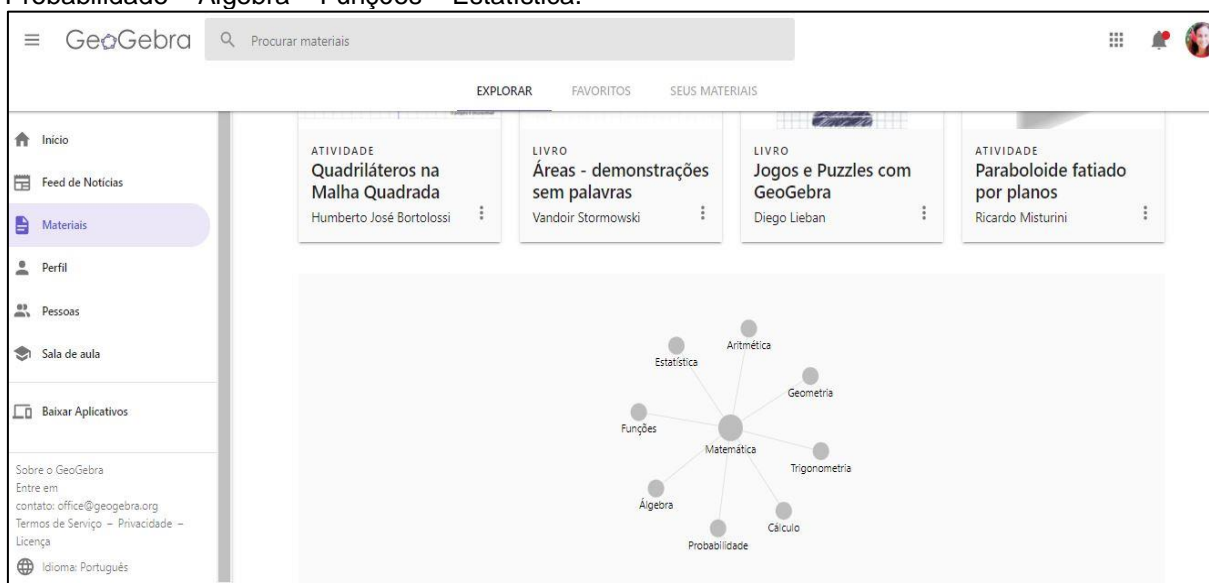 Probabilidade – Álgebra – Funções – Estatística.
GeoGebra
Procurar materiais
EXPLORAR FAVORITOS SEUS MATERIAIS
Início
Feed de Notícias
Materiais
Perfil
Pessoas
Sala de aula
Baixar Aplicativos
Sobre o GeoGebra
Entre em
contato: office@geogebra.org
Termos de Serviço – Privacidade –
Licença
Idioma: Português
ATIVIDADE
Quadriláteros na
Malha Quadrada
Humberto José Bortolossi
LIVRO
Áreas - demonstrações
sem palavras
Vandoir Stormowski
LIVRO
Jogos e Puzzles com
GeoGebra
Diego Lieban
ATIVIDADE
Paraboloide fatiado
por planos
Ricardo Misturini
Aritmética
Estatística
Geometria
Funções
Matemática
Trigonometria
Álgebra
Cálculo
Probabilidade